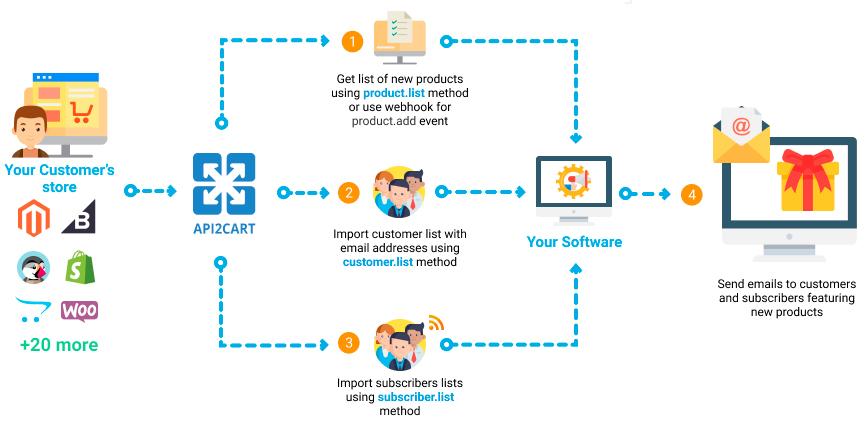 Your Customer's
store
B
S
WOO
+20 more
API2CART
1
Get list of new products
using product.list method
or use webhook for
product.add event
2
Import customer list with
email addresses using
customer.list method
3
Import subscribers lists
using subscriber.list
method
Your Software
4
@
Send emails to customers
and subscribers featuring
new products